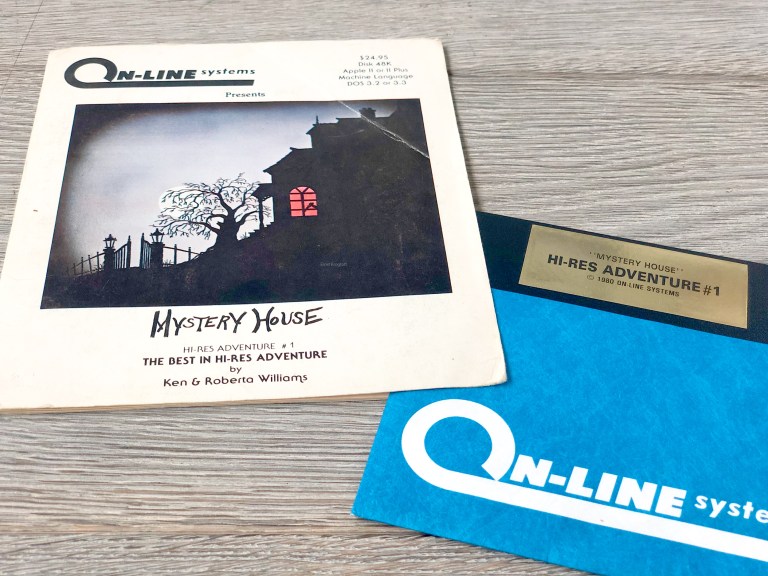 ON-LINE systems
Presents
$24.95
Disk 48K
Apple II or II Plus
Machine Language
DOS 3.2 or 3.3
MYSTERY HOUSE
HI-RES ADVENTURE #1
THE BEST IN HI-RES ADVENTURE
by
Ken & Roberta Williams
"MYSTERY HOUSE"
HI-RES ADVENTURE #1
© 1980 ON-LINE SYSTEMS
ON-LINE syste